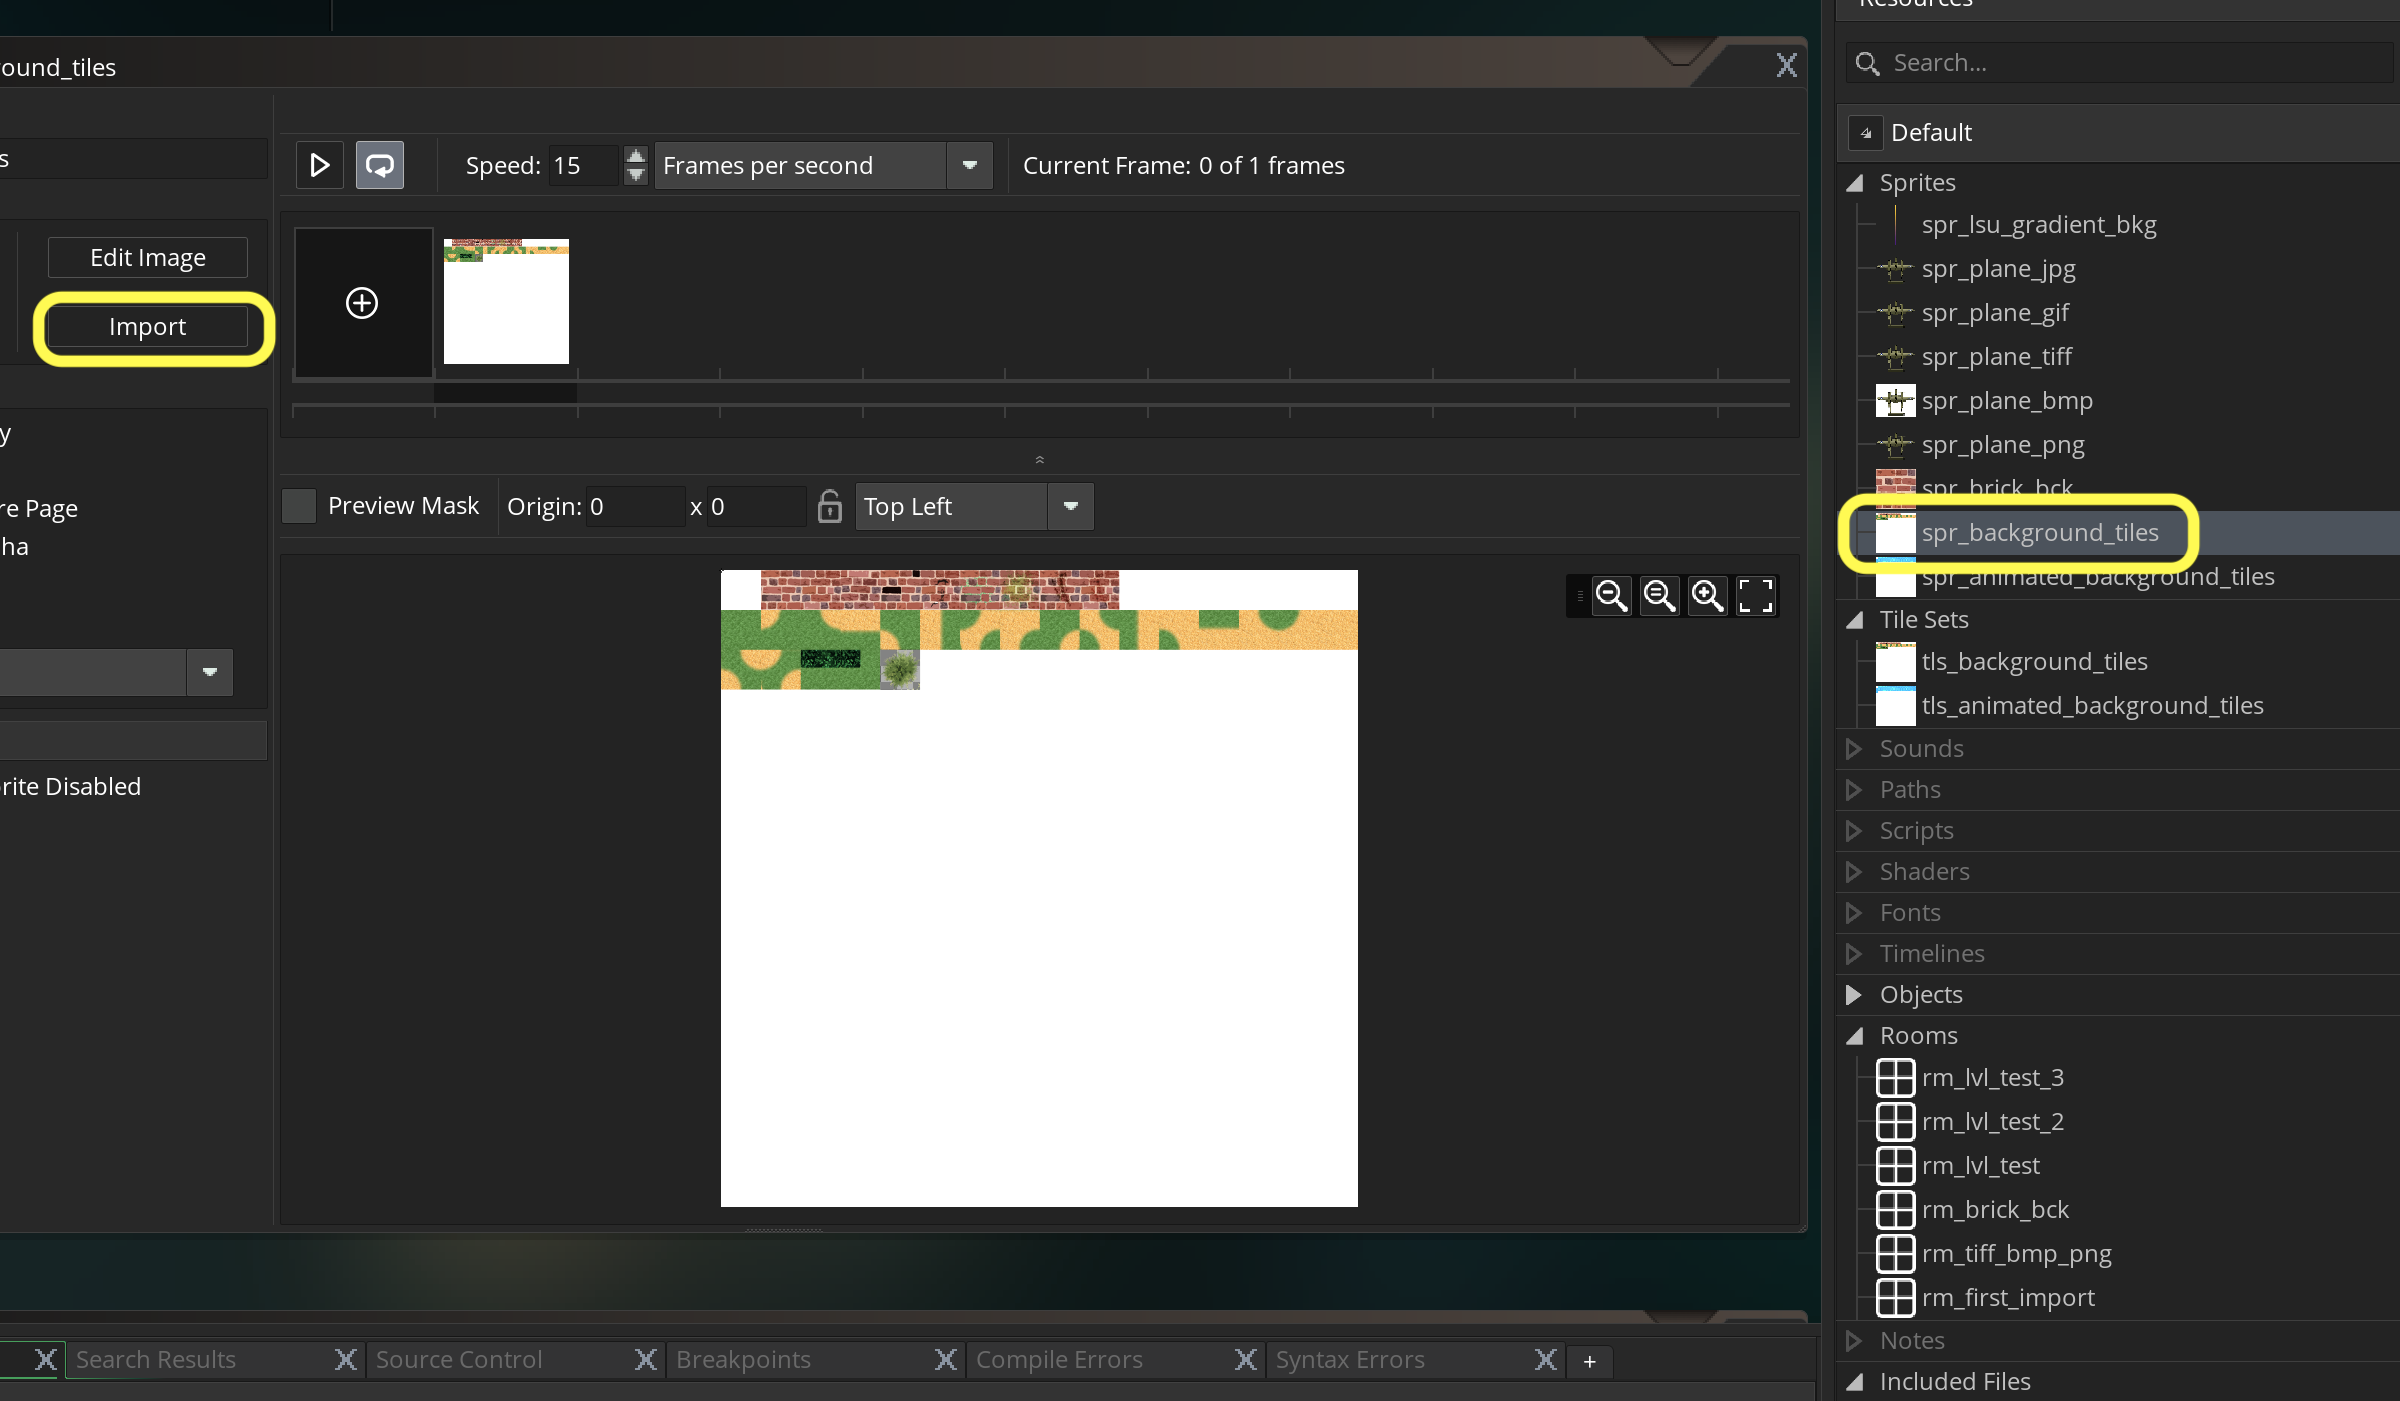 ound_tiles
s
Edit Image
Import
y
re Page
ha
rite Disabled
Speed: 15 Frames per second Current Frame: 0 of 1 frames
Preview Mask Origin: 0 x 0 Top Left
Resources
Search...
Default
Sprites
spr_lsu_gradient_bkg
spr_plane_jpg
spr_plane_gif
spr_plane_tiff
spr_plane_bmp
spr_plane_png
spr_brick_bck
spr_background_tiles
spr_animated_background_tiles
Tile Sets
tls_background_tiles
tls_animated_background_tiles
Sounds
Paths
Scripts
Shaders
Fonts
Timelines
Objects
Rooms
rm_lvl_test_3
rm_lvl_test_2
rm_lvl_test
rm_brick_bck
rm_tiff_bmp_png
rm_first_import
Notes
Included Files
Search Results Source Control Breakpoints Compile Errors Syntax Errors +